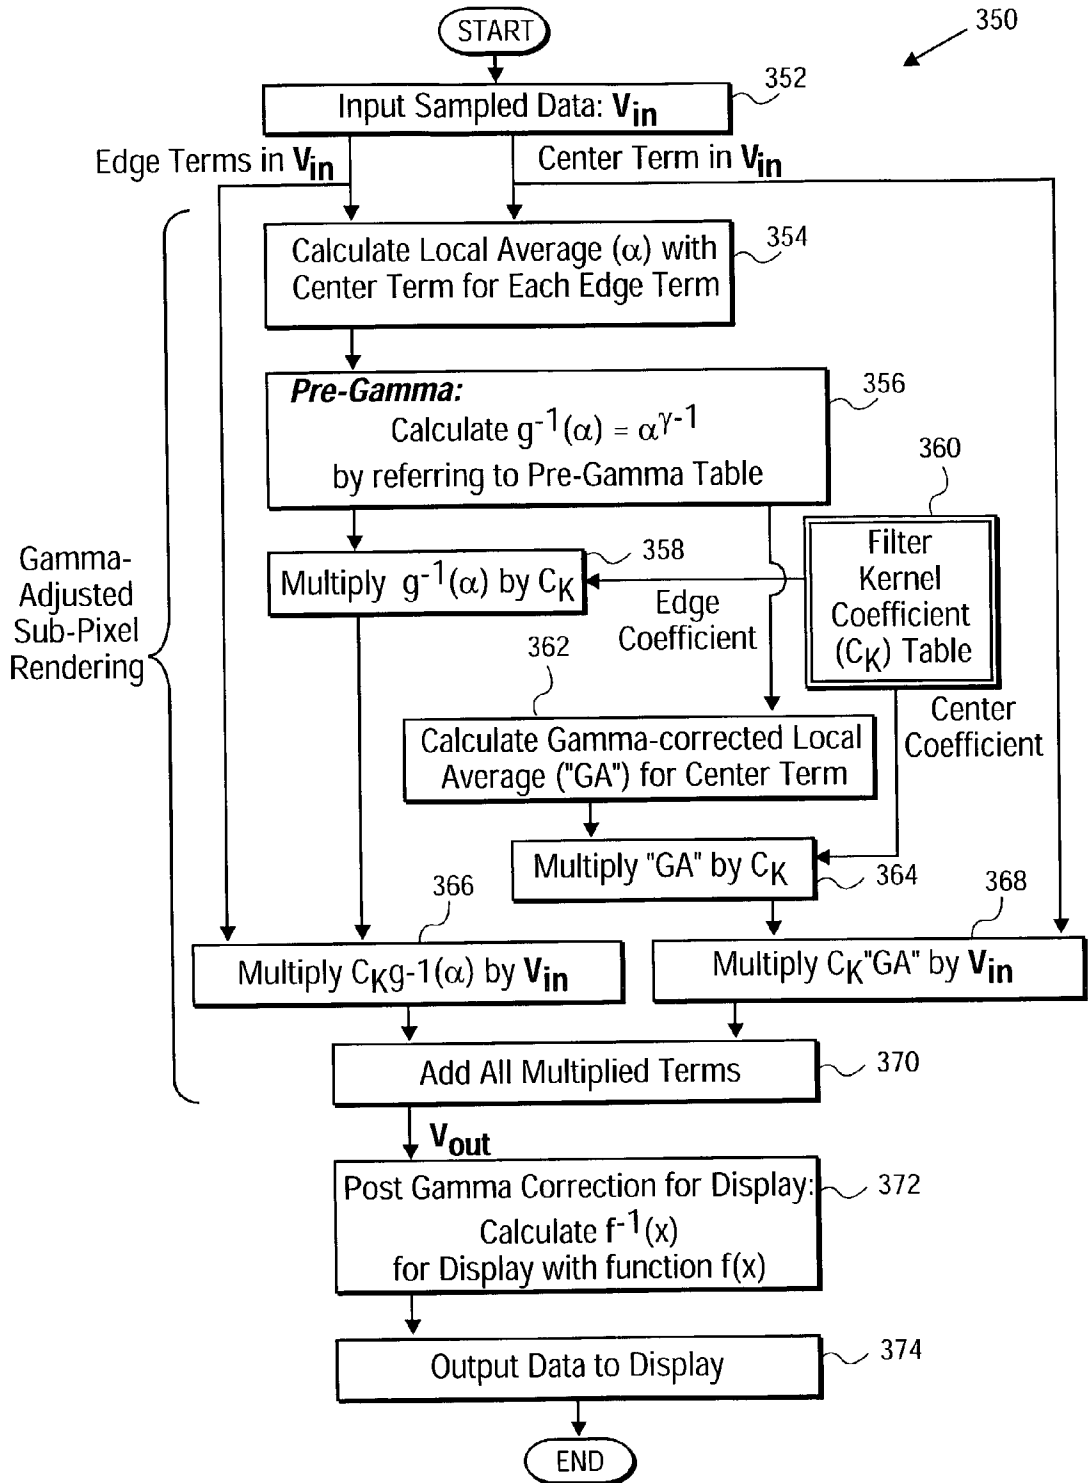 START
350
352
Input Sampled Data: Vin
Edge Terms in Vin
Center Term in Vin
354
Calculate Local Average (α) with
Center Term for Each Edge Term
Pre-Gamma:
356
Calculate g-1(α) = αγ-1
by referring to Pre-Gamma Table
360
Gamma-
Adjusted
Sub-Pixel
Rendering
358
Multiply g-1(α) by CK
Filter
Kernel
Coefficient
(CK) Table
Edge
Coefficient
362
Center
Coefficient
Calculate Gamma-corrected Local
Average ("GA") for Center Term
Multiply "GA" by CK
364
366
368
Multiply CKg-1(α) by Vin
Multiply CK"GA" by Vin
Add All Multiplied Terms
370
Vout
Post Gamma Correction for Display:
372
Calculate f-1(x)
for Display with function f(x)
Output Data to Display
374
END